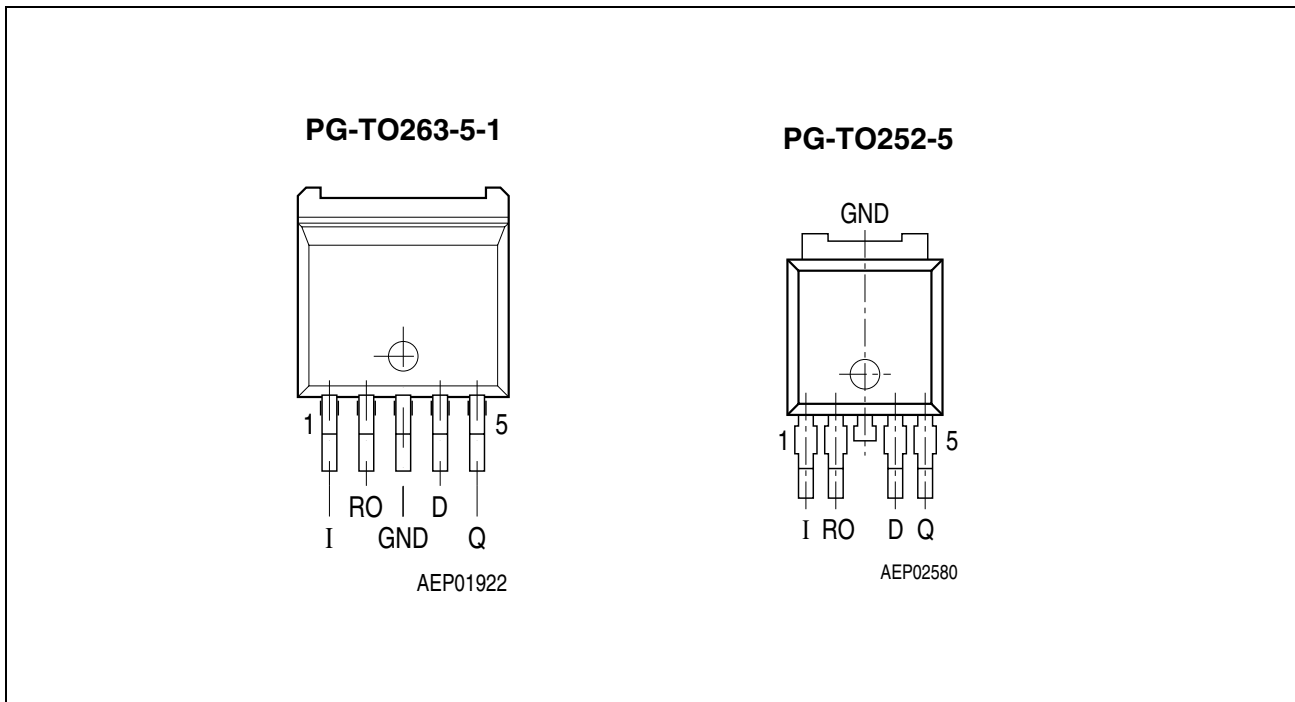 PG-TO263-5-1
1 5
RO D
I GND Q
AEP01922
PG-TO252-5
GND
1 5
I RO D Q
AEP02580